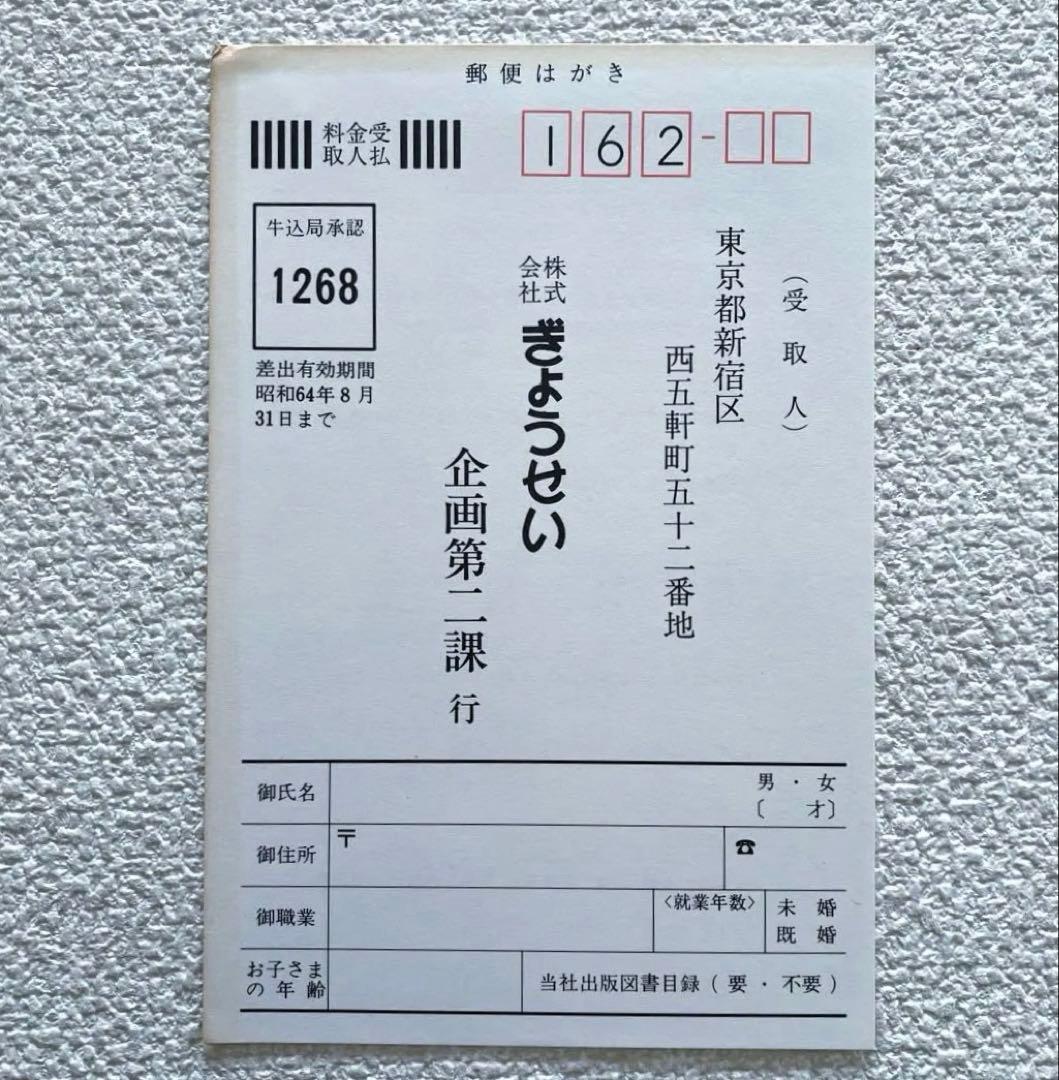 郵便はがき
料金受
取人払
162-
牛込局承認
1268
差出有効期間
昭和64年8月
31日まで
（受取人）
東京都新宿区
西五軒町五十二番地
株式
会社
ぎょうせい
企画第二課 行
御氏名
男・女
〔 才〕
御住所
〒
☎
御職業
〈就業年数〉
未婚
既婚
お子さま
の年齢
当社出版図書目録（要・不要）